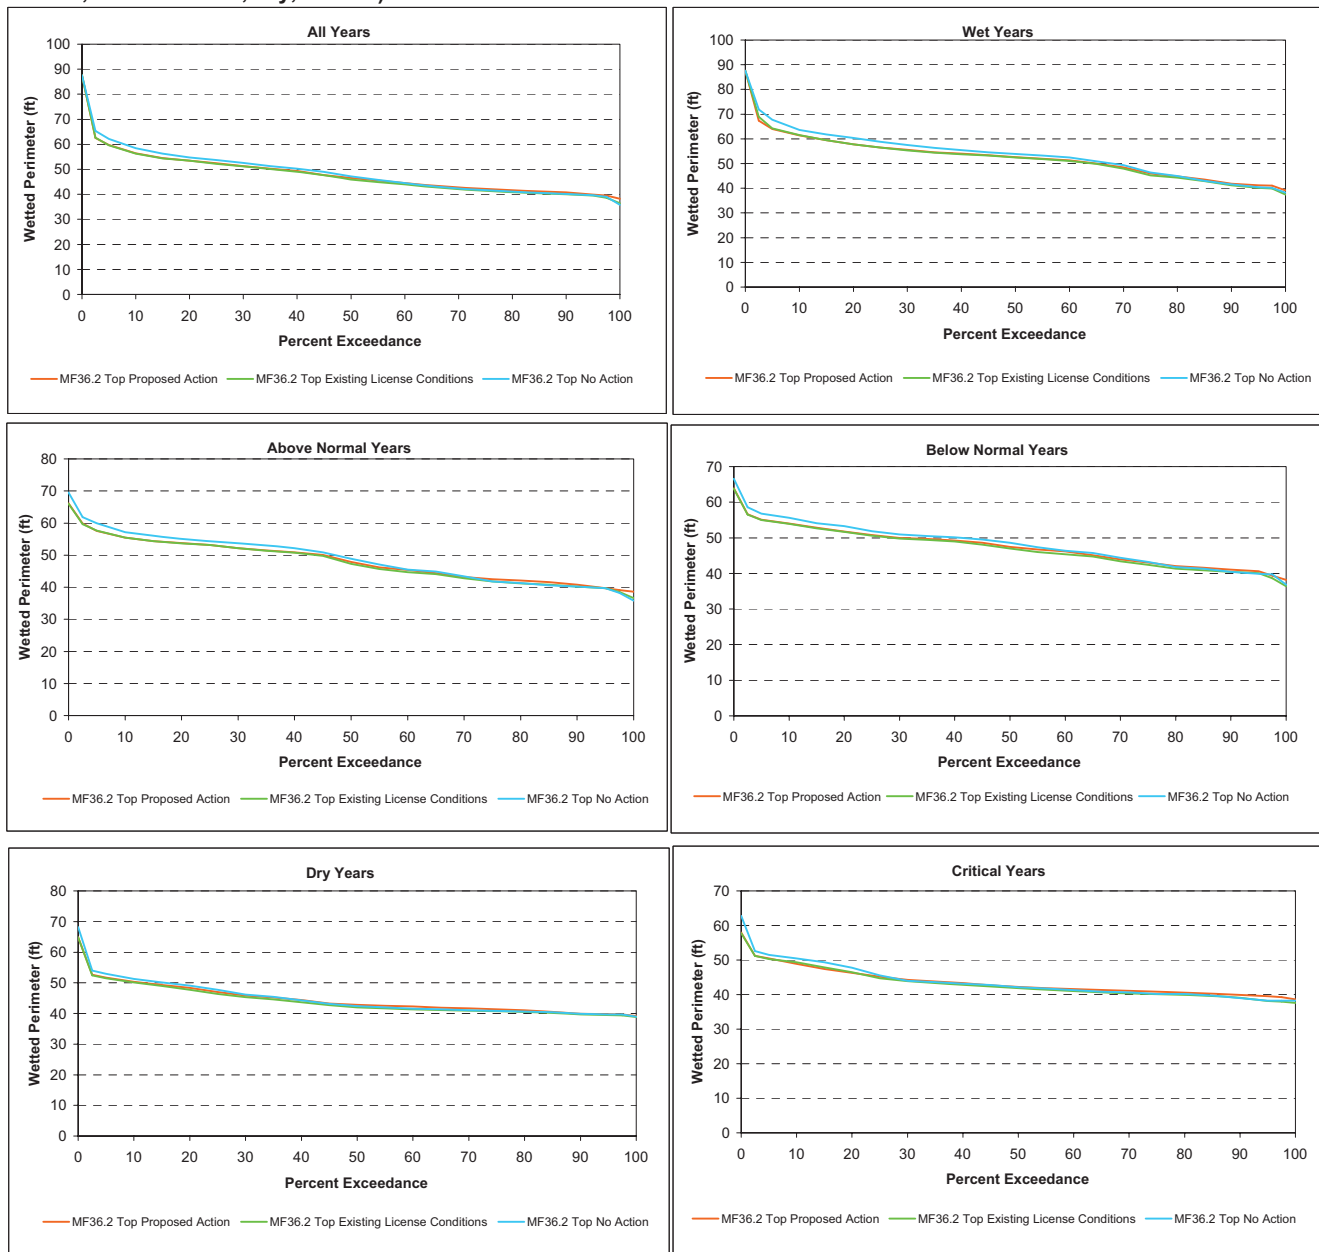 All Years
Wetted Perimeter (ft)
100
90
80
70
60
50
40
30
20
10
0
0 10 20 30 40 50 60 70 80 90 100
Percent Exceedance
MF36.2 Top Proposed Action MF36.2 Top Existing License Conditions MF36.2 Top No Action
Wet Years
Wetted Perimeter (ft)
100
90
80
70
60
50
40
30
20
10
0
0 10 20 30 40 50 60 70 80 90 100
Percent Exceedance
MF36.2 Top Proposed Action MF36.2 Top Existing License Conditions MF36.2 Top No Action
Above Normal Years
Wetted Perimeter (ft)
80
70
60
50
40
30
20
10
0
0 10 20 30 40 50 60 70 80 90 100
Percent Exceedance
MF36.2 Top Proposed Action MF36.2 Top Existing License Conditions MF36.2 Top No Action
Below Normal Years
Wetted Perimeter (ft)
70
60
50
40
30
20
10
0
0 10 20 30 40 50 60 70 80 90 100
Percent Exceedance
MF36.2 Top Proposed Action MF36.2 Top Existing License Conditions MF36.2 Top No Action
Dry Years
Wetted Perimeter (ft)
80
70
60
50
40
30
20
10
0
0 10 20 30 40 50 60 70 80 90 100
Percent Exceedance
MF36.2 Top Proposed Action MF36.2 Top Existing License Conditions MF36.2 Top No Action
Critical Years
Wetted Perimeter (ft)
70
60
50
40
30
20
10
0
0 10 20 30 40 50 60 70 80 90 100
Percent Exceedance
MF36.2 Top Proposed Action MF36.2 Top Existing License Conditions MF36.2 Top No Action